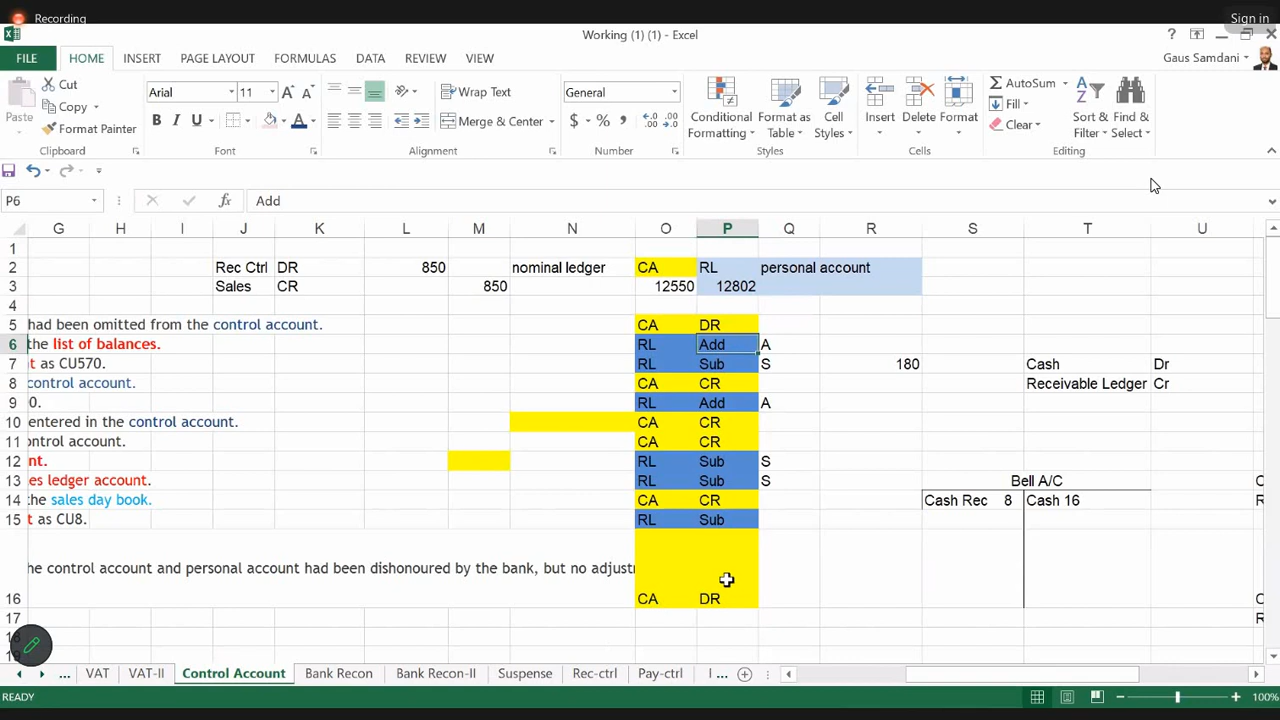 Recording
Sign in
Working (1) (1) - Excel
?
FILE HOME INSERT PAGE LAYOUT FORMULAS DATA REVIEW VIEW
Gaus Samdani
Paste
Cut
Copy
Format Painter
Clipboard
Arial 11
B I U
Font
Wrap Text
Merge & Center
Alignment
General
$ % ,
Number
Conditional Formatting
Format as Table
Cell Styles
Styles
Insert Delete Format
Cells
AutoSum
Fill
Clear
Sort & Filter
Find & Select
Editing
P6 fx Add
G H I J K L M N O P Q R S T U
1
2 Rec Ctrl DR 850 nominal ledger CA RL personal account
3 Sales CR 850 12550 12802
4
5 had been omitted from the control account. CA DR
6 the list of balances. RL Add A
7 t as CU570. RL Sub S 180 Cash Dr
8 control account. CA CR Receivable Ledger Cr
9 0. RL Add A
10 entered in the control account. CA CR
11 ontrol account. CA CR
12 nt. RL Sub S
13 es ledger account. RL Sub S Bell A/C C
14 the sales day book. CA CR Cash Rec 8 Cash 16 R
15 t as CU8. RL Sub
he control account and personal account had been dishonoured by the bank, but no adjustr
16 CA DR C
17 R
18
... VAT VAT-II Control Account Bank Recon Bank Recon-II Suspense Rec-ctrl Pay-ctrl I ...
READY 100%